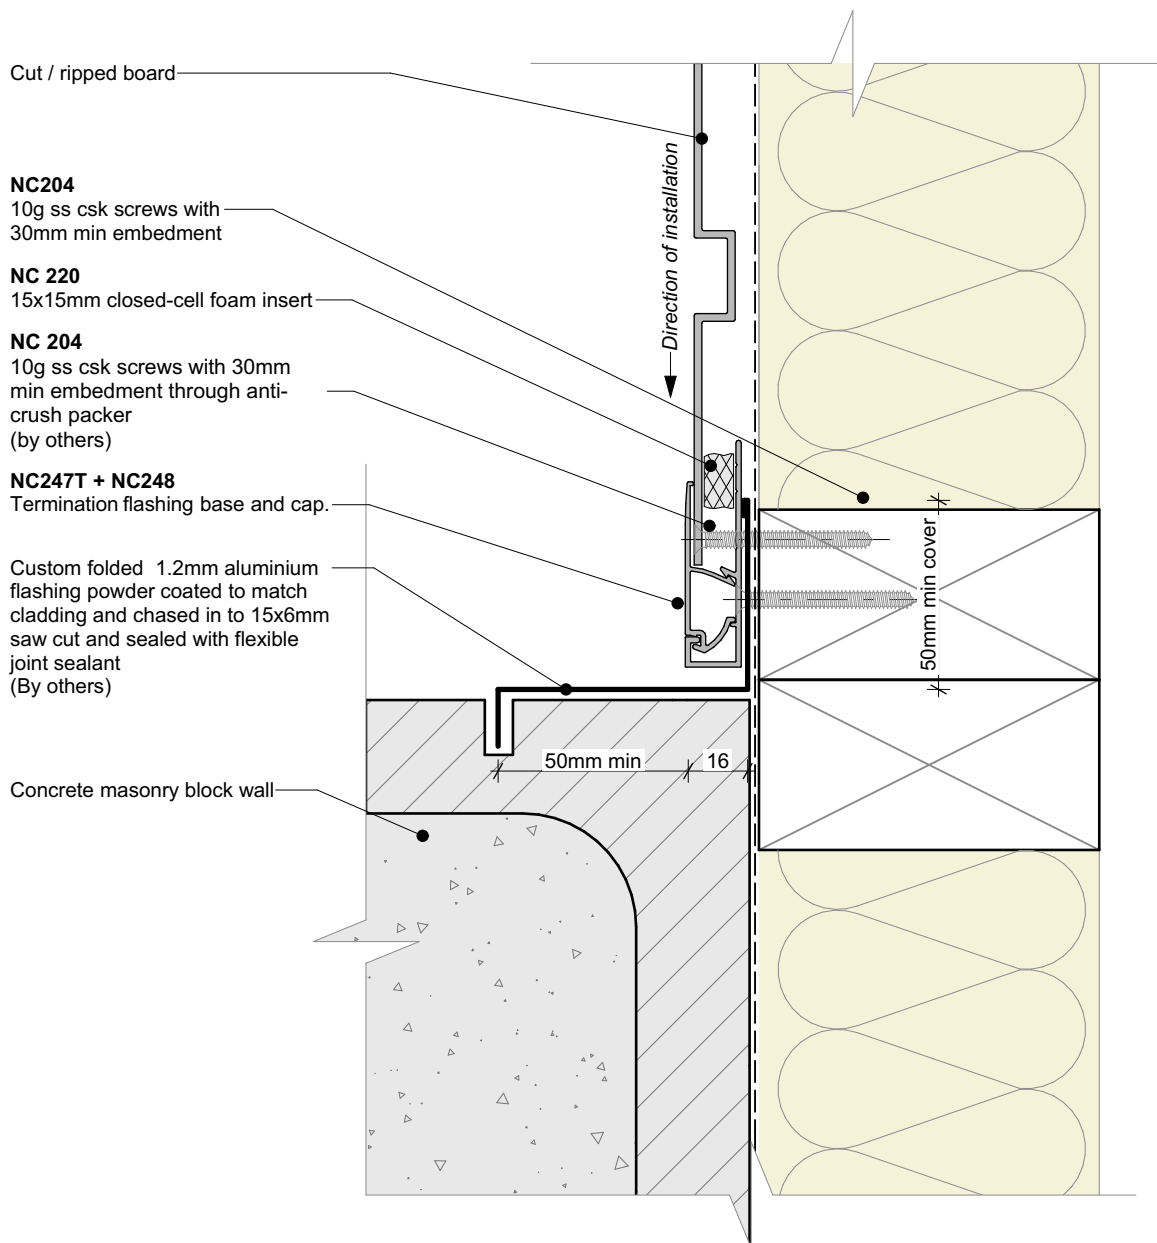 Cut / ripped board
NC204
10g ss csk screws with
30mm min embedment
NC 220
15x15mm closed-cell foam insert
NC 204
10g ss csk screws with 30mm
min embedment through anti-
crush packer
(by others)
NC247T + NC248
Termination flashing base and cap.
Custom folded 1.2mm aluminium
flashing powder coated to match
cladding and chased in to 15x6mm
saw cut and sealed with flexible
joint sealant
(By others)
Concrete masonry block wall
Direction of installation
50mm min cover
50mm min
16